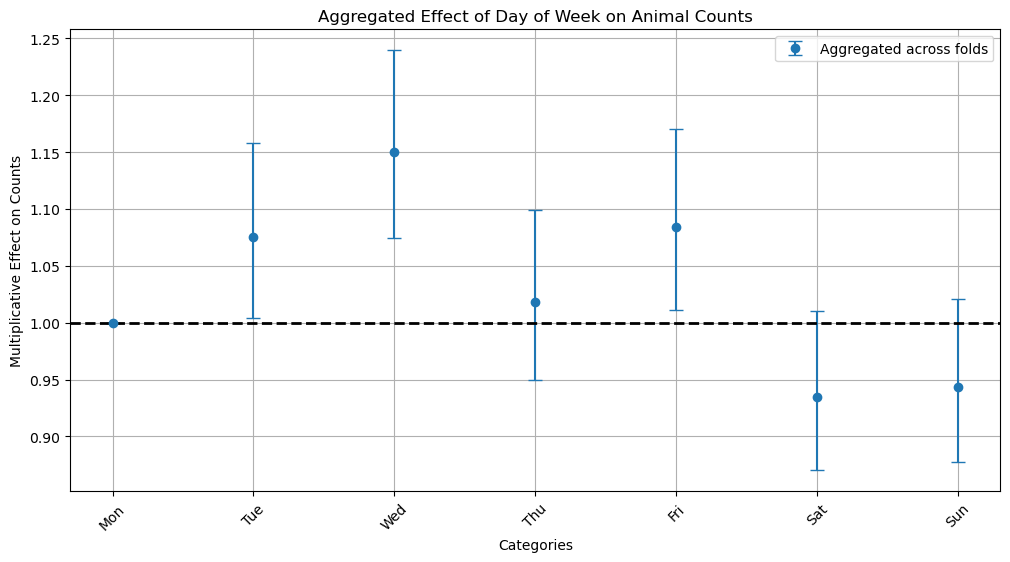 Aggregated Effect of Day of Week on Animal Counts
Aggregated across folds
Multiplicative Effect on Counts
1.25
1.20
1.15
1.10
1.05
1.00
0.95
0.90
Mon
Tue
Wed
Thu
Fri
Sat
Sun
Categories